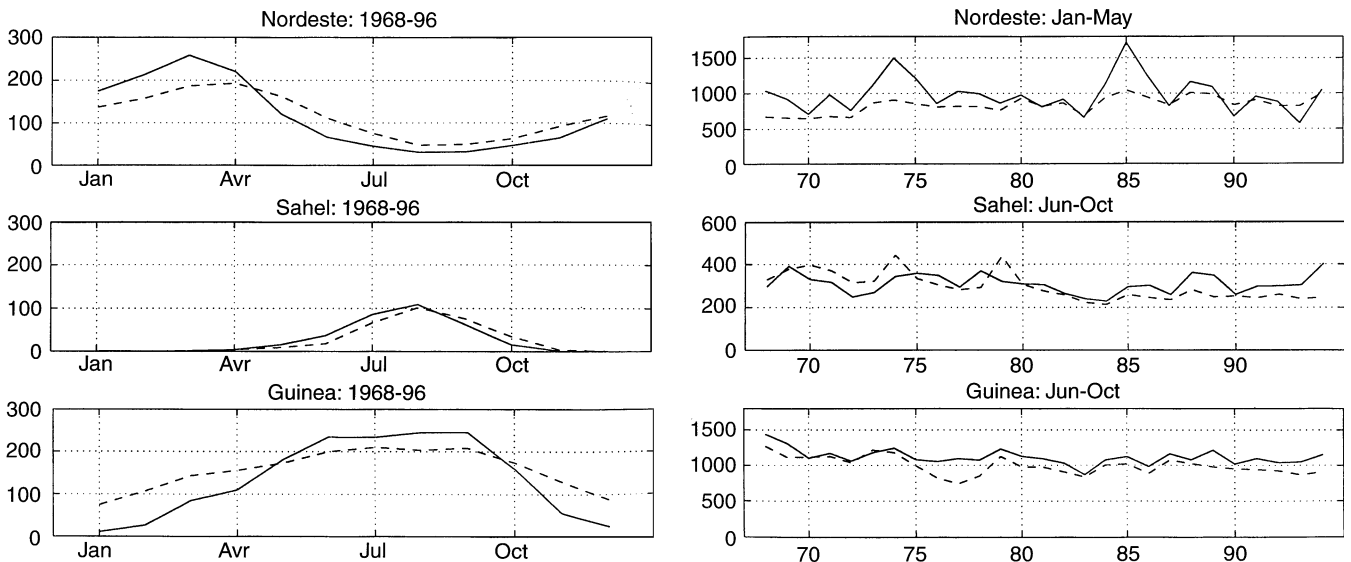 Nordeste: 1968-96
300
200
100
0
Jan Avr Jul Oct
Nordeste: Jan-May
1500
1000
500
0
70 75 80 85 90
Sahel: 1968-96
300
200
100
0
Jan Avr Jul Oct
Sahel: Jun-Oct
600
400
200
0
70 75 80 85 90
Guinea: 1968-96
300
200
100
0
Jan Avr Jul Oct
Guinea: Jun-Oct
1500
1000
500
0
70 75 80 85 90